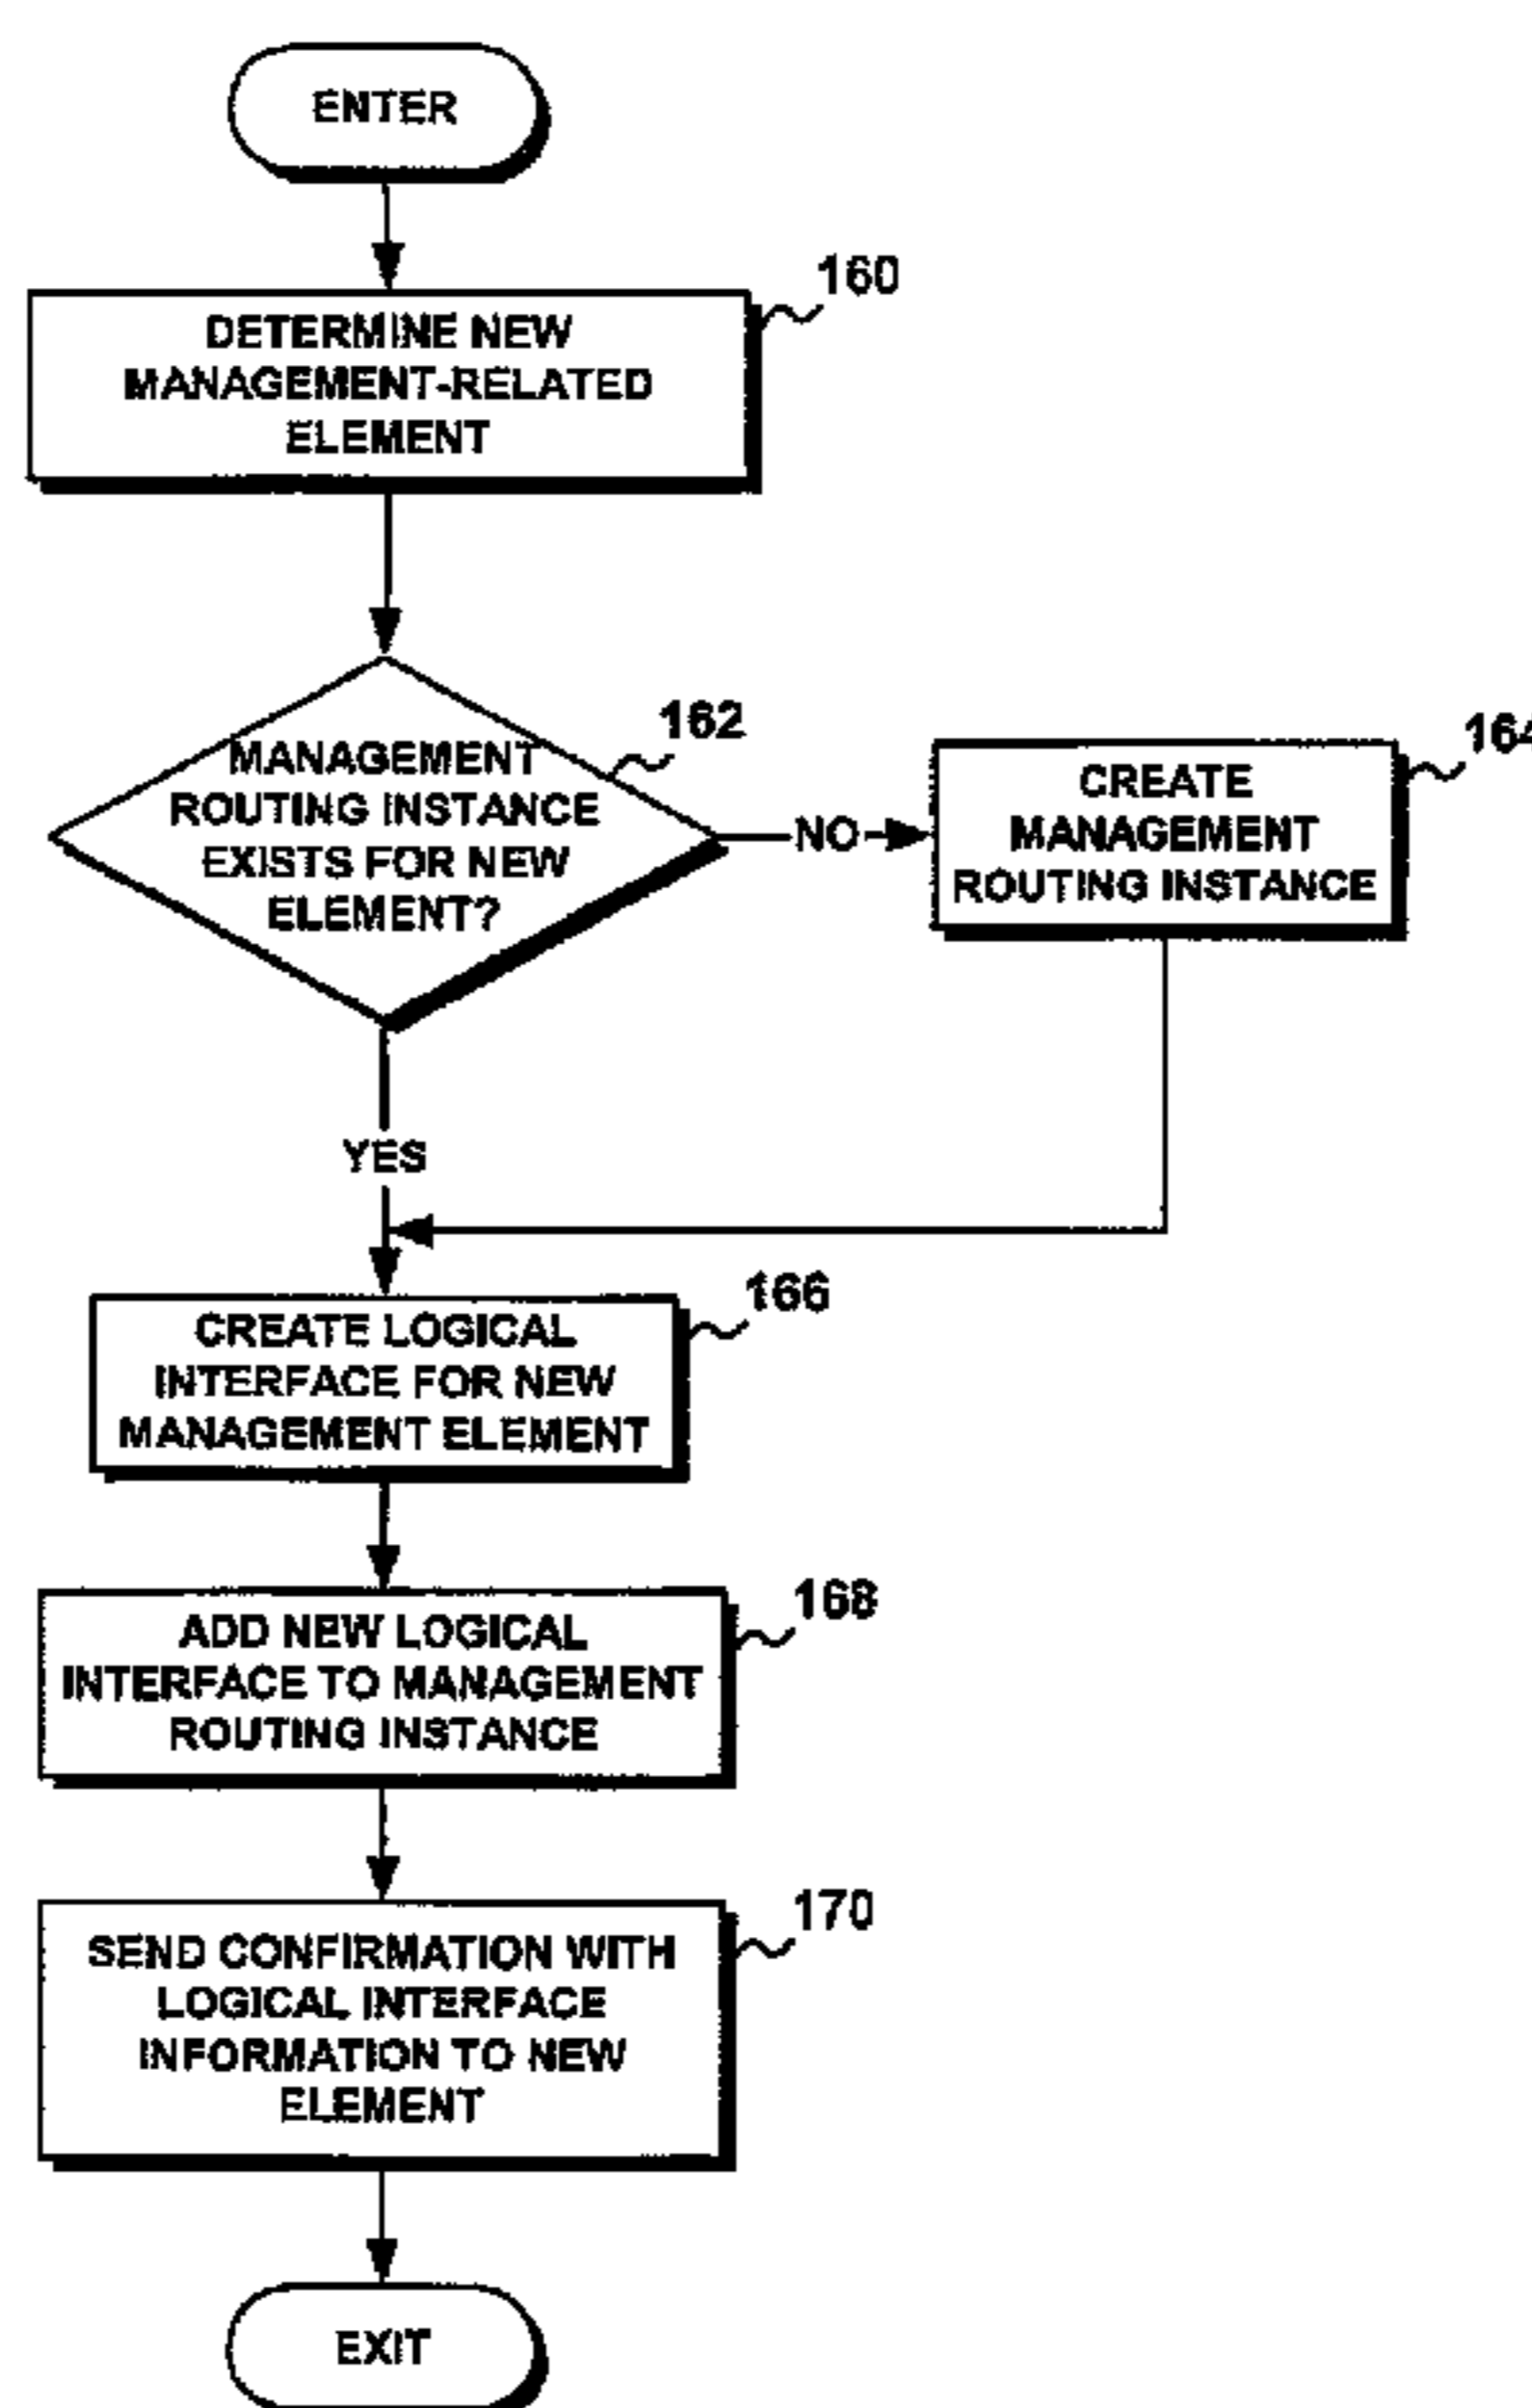 ENTER
160
DETERMINE NEW
MANAGEMENT-RELATED
ELEMENT
162
MANAGEMENT
ROUTING INSTANCE
EXISTS FOR NEW
ELEMENT?
NO
164
CREATE
MANAGEMENT
ROUTING INSTANCE
YES
166
CREATE LOGICAL
INTERFACE FOR NEW
MANAGEMENT ELEMENT
168
ADD NEW LOGICAL
INTERFACE TO MANAGEMENT
ROUTING INSTANCE
170
SEND CONFIRMATION WITH
LOGICAL INTERFACE
INFORMATION TO NEW
ELEMENT
EXIT